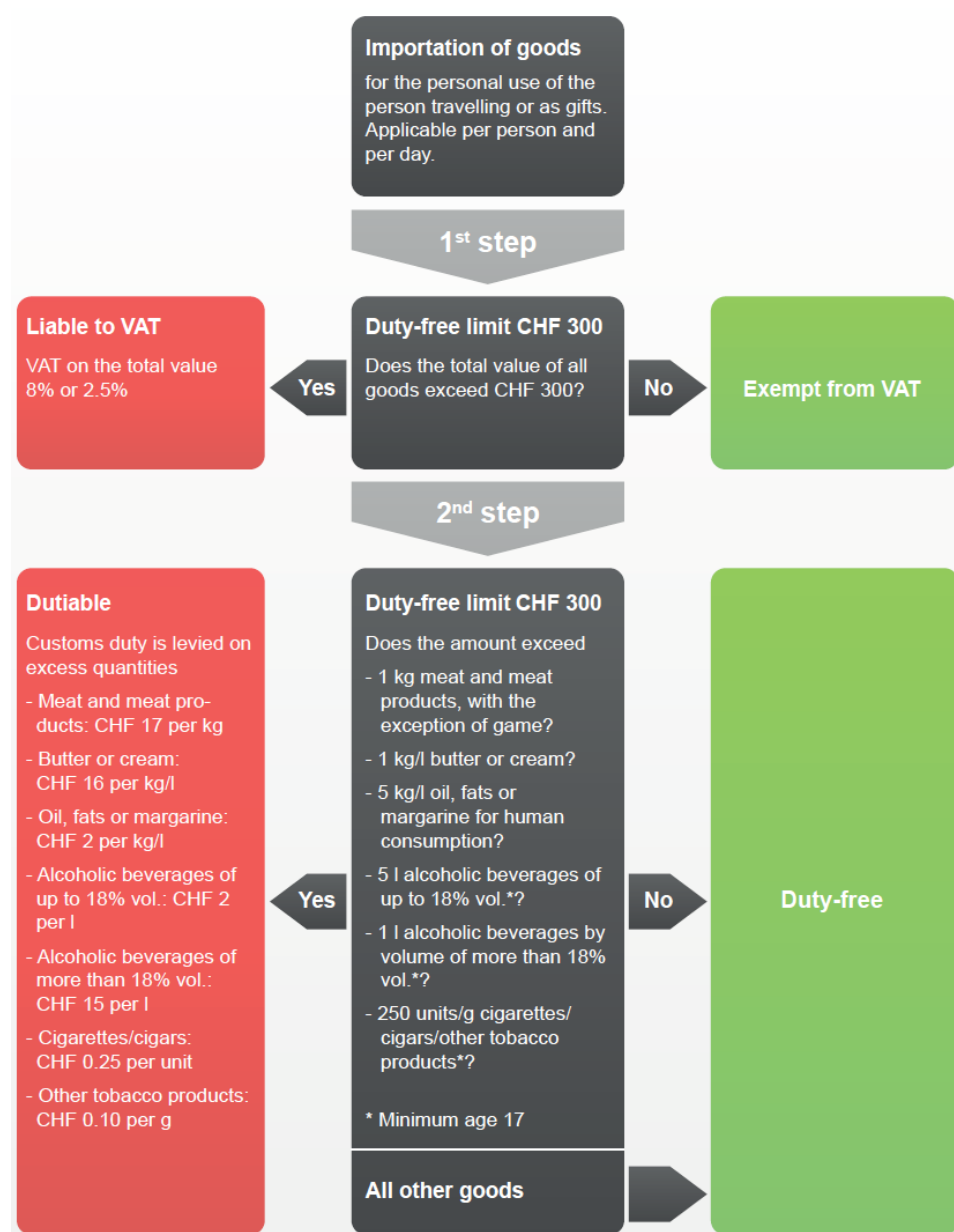 Importation of goods
for the personal use of the
person travelling or as gifts.
Applicable per person and
per day.
1st step
Liable to VAT
VAT on the total value
8% or 2.5%
Yes
Duty-free limit CHF 300
Does the total value of all
goods exceed CHF 300?
No
Exempt from VAT
2nd step
Dutiable
Customs duty is levied on
excess quantities
- Meat and meat pro-
ducts: CHF 17 per kg
- Butter or cream:
CHF 16 per kg/l
- Oil, fats or margarine:
CHF 2 per kg/l
- Alcoholic beverages of
up to 18% vol.: CHF 2
per l
- Alcoholic beverages of
more than 18% vol.:
CHF 15 per l
- Cigarettes/cigars:
CHF 0.25 per unit
- Other tobacco products:
CHF 0.10 per g
Yes
Duty-free limit CHF 300
Does the amount exceed
- 1 kg meat and meat
products, with the
exception of game?
- 1 kg/l butter or cream?
- 5 kg/l oil, fats or
margarine for human
consumption?
- 5 l alcoholic beverages of
up to 18% vol.*?
- 1 l alcoholic beverages by
volume of more than 18%
vol.*?
- 250 units/g cigarettes/
cigars/other tobacco
products*?
* Minimum age 17
All other goods
No
Duty-free